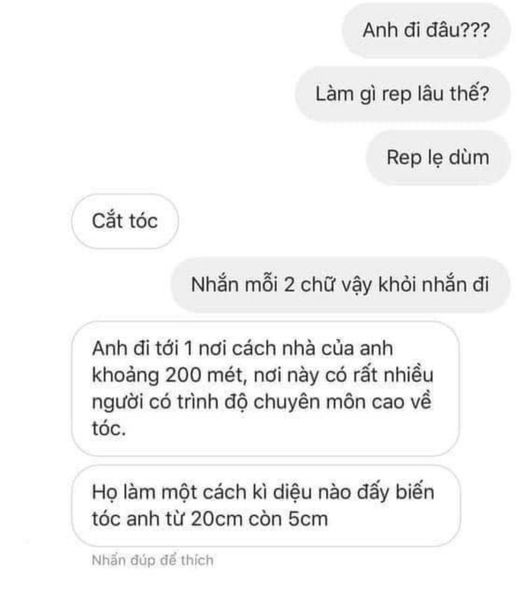 Anh đi đâu???
Làm gì rep lâu thế?
Rep lẹ dùm
Cắt tóc
Nhắn mỗi 2 chữ vậy khỏi nhắn đi
Anh đi tới 1 nơi cách nhà của anh
khoảng 200 mét, nơi này có rất nhiều
người có trình độ chuyên môn cao về
tóc.
Họ làm một cách kì diệu nào đấy biến
tóc anh từ 20cm còn 5cm
Nhấn đúp để thích